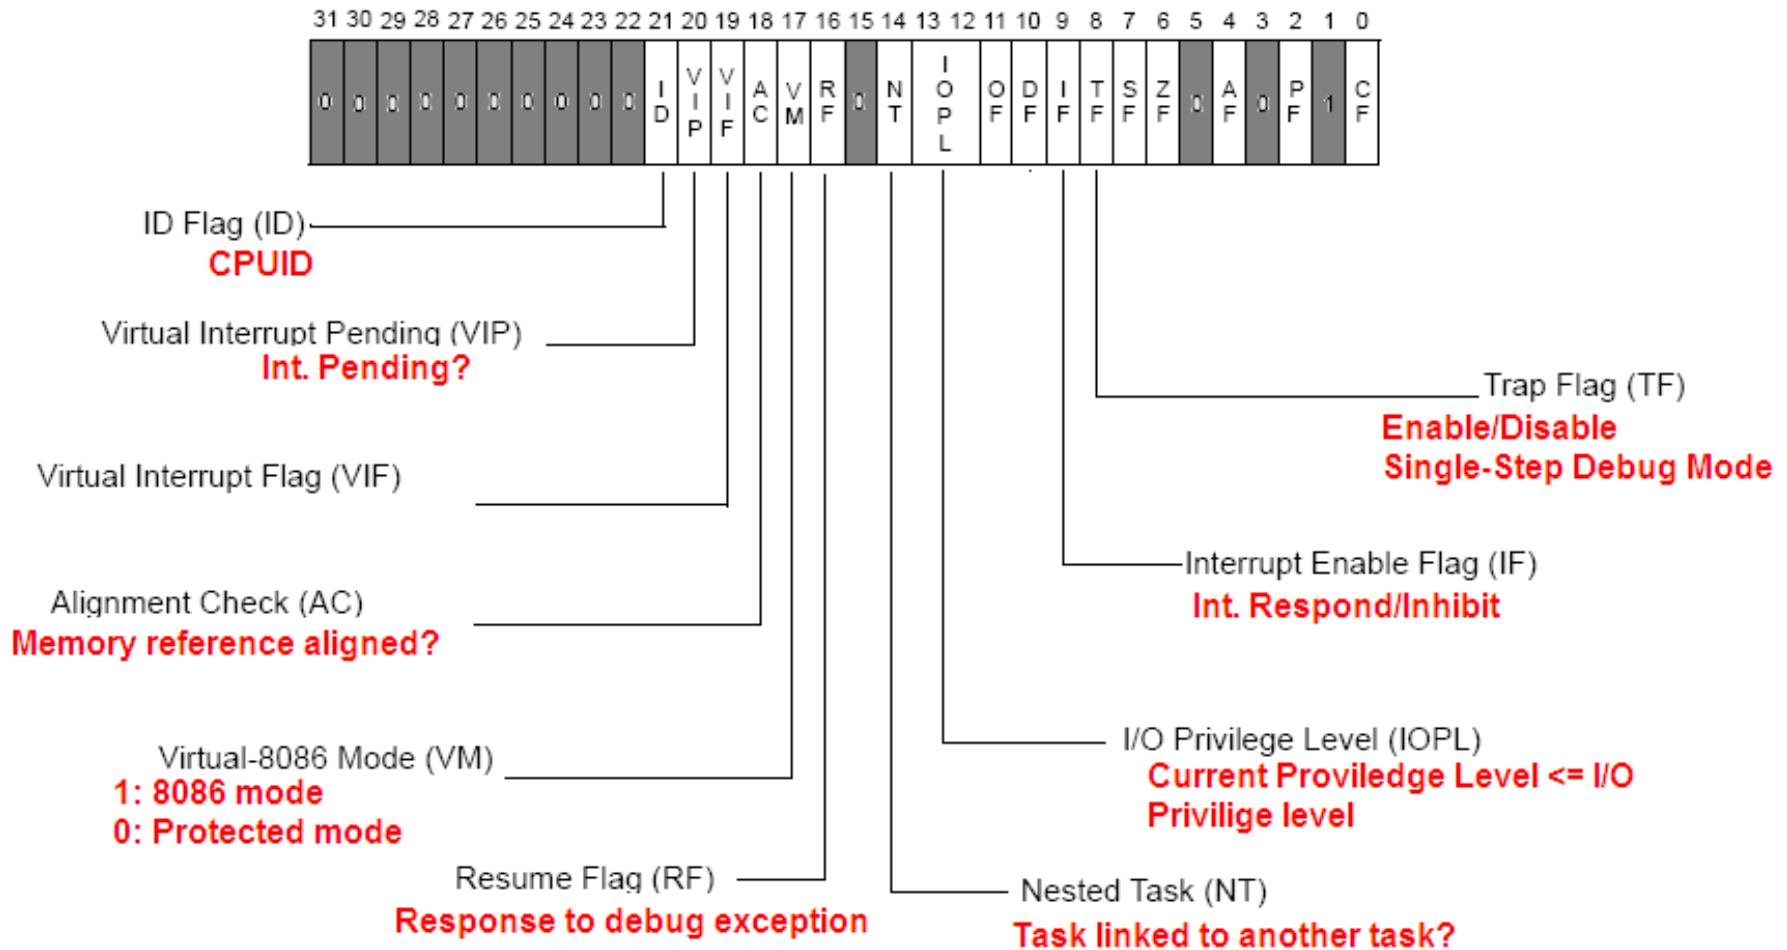 31 30 29 28 27 26 25 24 23 22 21 20 19 18 17 16 15 14 13 12 11 10 9 8 7 6 5 4 3 2 1 0
0 0 0 0 0 0 0 0 0 0 ID VIP VIF AC VM RF 0 NT IOPL OF DF IF TF SF ZF 0 AF 0 PF 1 CF
ID Flag (ID)
CPUID
Virtual Interrupt Pending (VIP)
Int. Pending?
Trap Flag (TF)
Enable/Disable
Single-Step Debug Mode
Virtual Interrupt Flag (VIF)
Interrupt Enable Flag (IF)
Int. Respond/Inhibit
Alignment Check (AC)
Memory reference aligned?
I/O Privilege Level (IOPL)
Current Proviledge Level <= I/O
Privilige level
Virtual-8086 Mode (VM)
1: 8086 mode
0: Protected mode
Resume Flag (RF)
Response to debug exception
Nested Task (NT)
Task linked to another task?